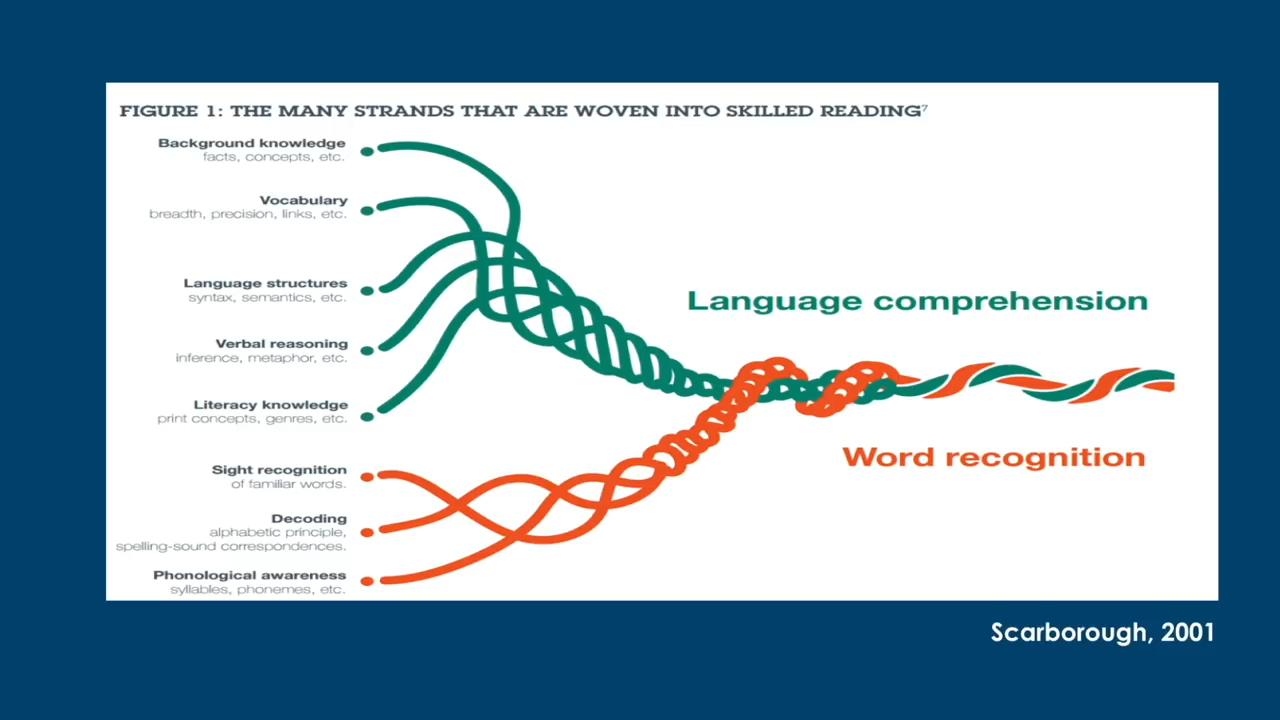 FIGURE 1: THE MANY STRANDS THAT ARE WOVEN INTO SKILLED READING⁷
Background knowledge
facts, concepts, etc.
Vocabulary
breadth, precision, links, etc.
Language structures
syntax, semantics, etc.
Verbal reasoning
inference, metaphor, etc.
Literacy knowledge
print concepts, genres, etc.
Sight recognition
of familiar words.
Decoding
alphabetic principle,
spelling-sound correspondences.
Phonological awareness
syllables, phonemes, etc.
Language comprehension
Word recognition
Scarborough, 2001